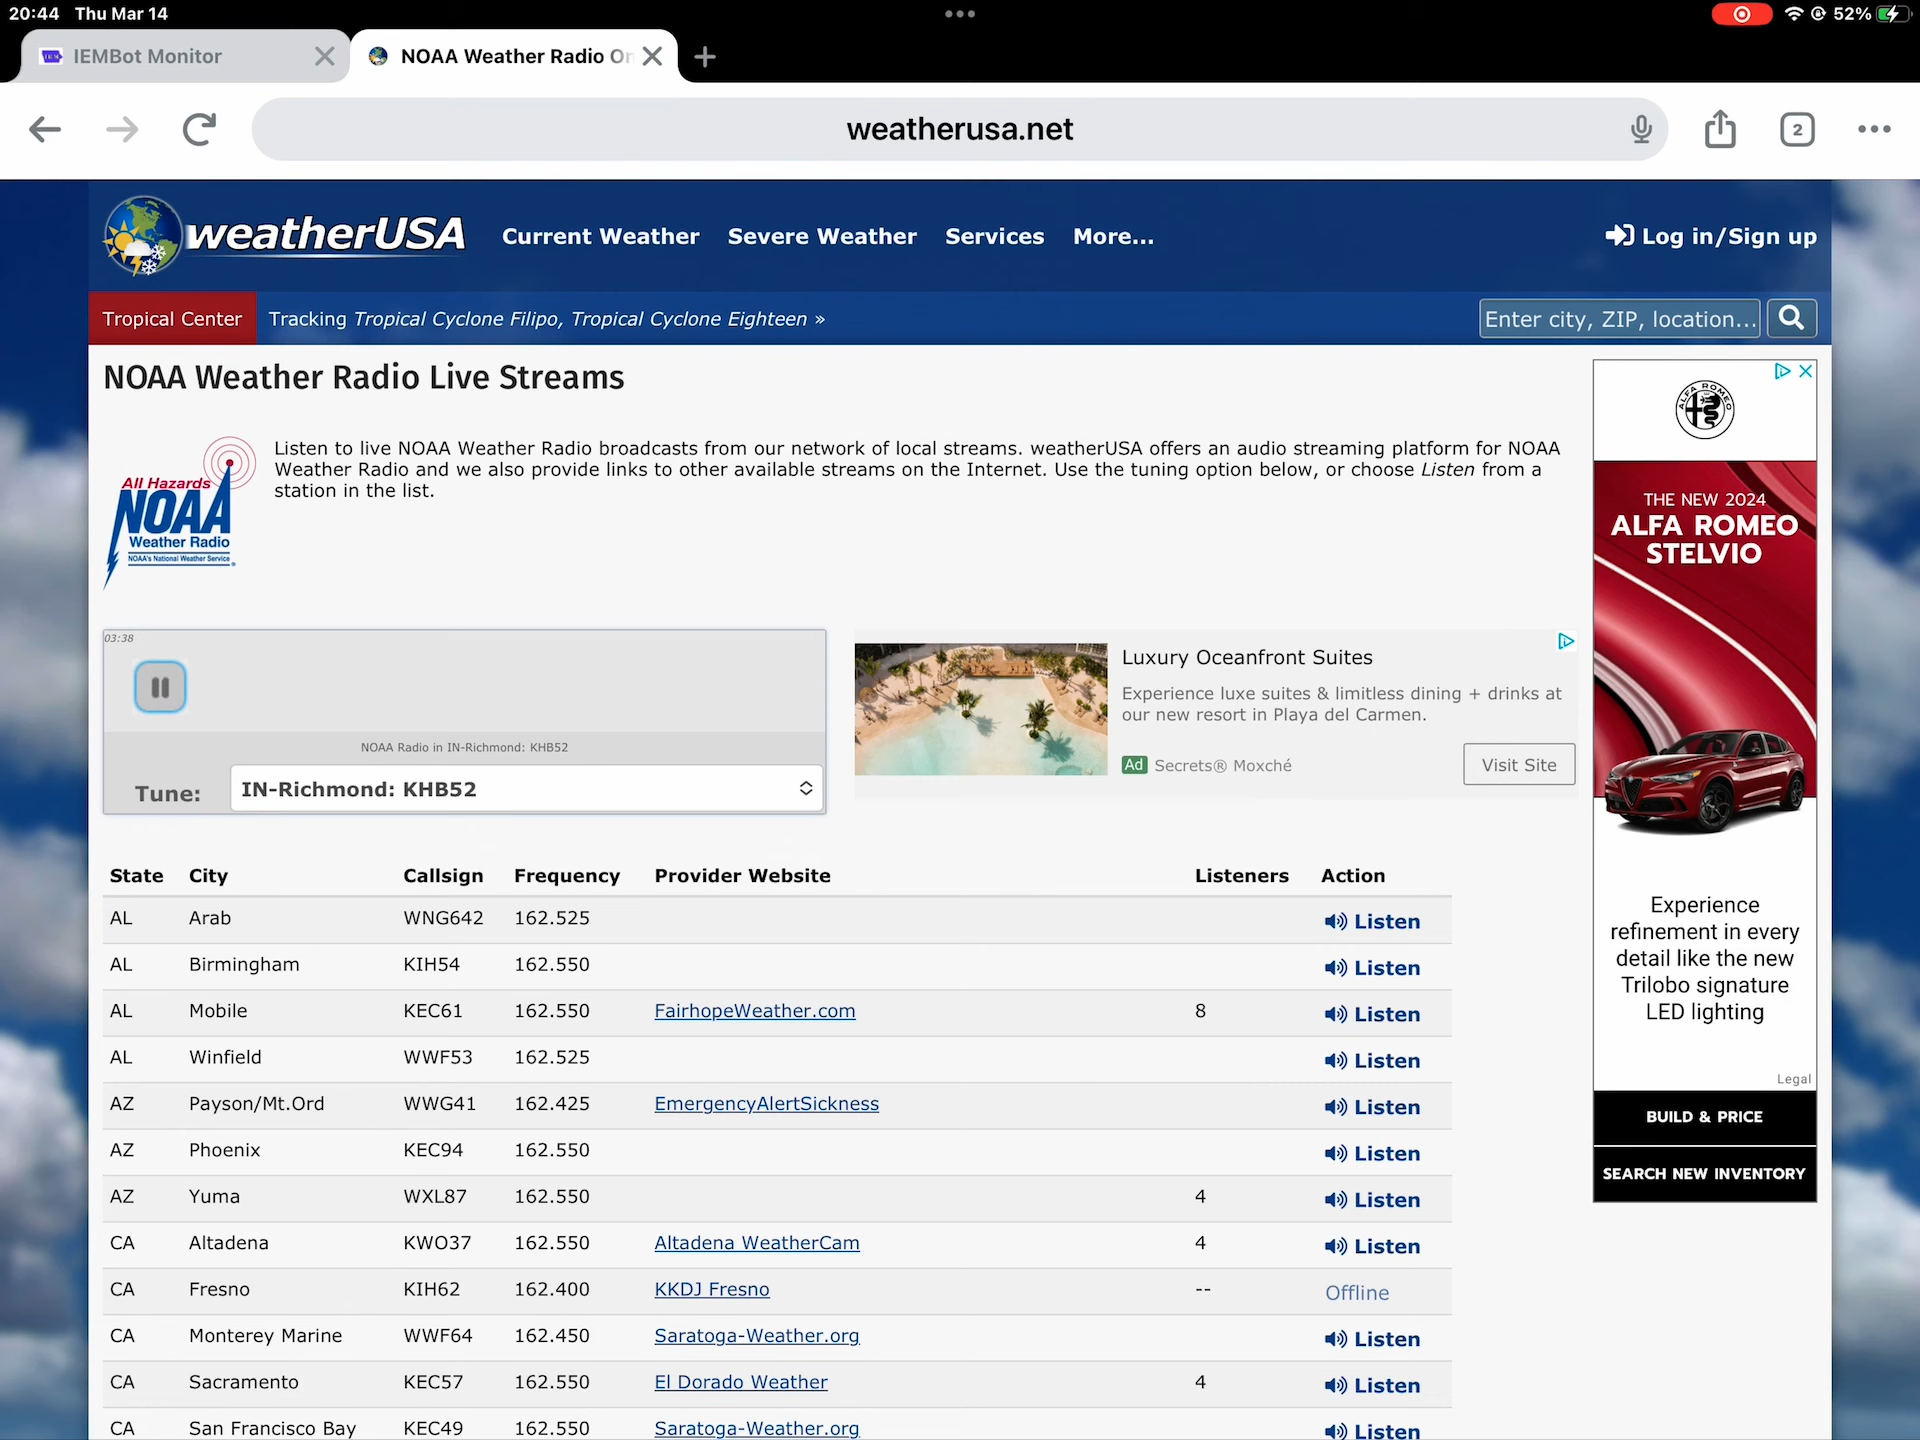 20:44 Thu Mar 14
52%
IEMBot Monitor
NOAA Weather Radio On
weatherusa.net
2
weatherUSA
Current Weather Severe Weather Services More...
Log in/Sign up
Tropical Center
Tracking Tropical Cyclone Filipo, Tropical Cyclone Eighteen »
Enter city, ZIP, location...
NOAA Weather Radio Live Streams
All Hazards
NOAA
Weather Radio
NOAA's National Weather Service
Listen to live NOAA Weather Radio broadcasts from our network of local streams. weatherUSA offers an audio streaming platform for NOAA
Weather Radio and we also provide links to other available streams on the Internet. Use the tuning option below, or choose Listen from a
station in the list.
03:38
NOAA Radio in IN-Richmond: KHB52
Tune: IN-Richmond: KHB52
Luxury Oceanfront Suites
Experience luxe suites & limitless dining + drinks at
our new resort in Playa del Carmen.
Ad Secrets® Moxché
Visit Site
State City Callsign Frequency Provider Website Listeners Action
AL Arab WNG642 162.525 Listen
AL Birmingham KIH54 162.550 Listen
AL Mobile KEC61 162.550 FairhopeWeather.com 8 Listen
AL Winfield WWF53 162.525 Listen
AZ Payson/Mt.Ord WWG41 162.425 EmergencyAlertSickness Listen
AZ Phoenix KEC94 162.550 Listen
AZ Yuma WXL87 162.550 4 Listen
CA Altadena KWO37 162.550 Altadena WeatherCam 4 Listen
CA Fresno KIH62 162.400 KKDJ Fresno -- Offline
CA Monterey Marine WWF64 162.450 Saratoga-Weather.org Listen
CA Sacramento KEC57 162.550 El Dorado Weather 4 Listen
CA San Francisco Bay KEC49 162.550 Saratoga-Weather.org Listen
ALFA ROMEO
THE NEW 2024
ALFA ROMEO
STELVIO
Experience
refinement in every
detail like the new
Trilobo signature
LED lighting
Legal
BUILD & PRICE
SEARCH NEW INVENTORY